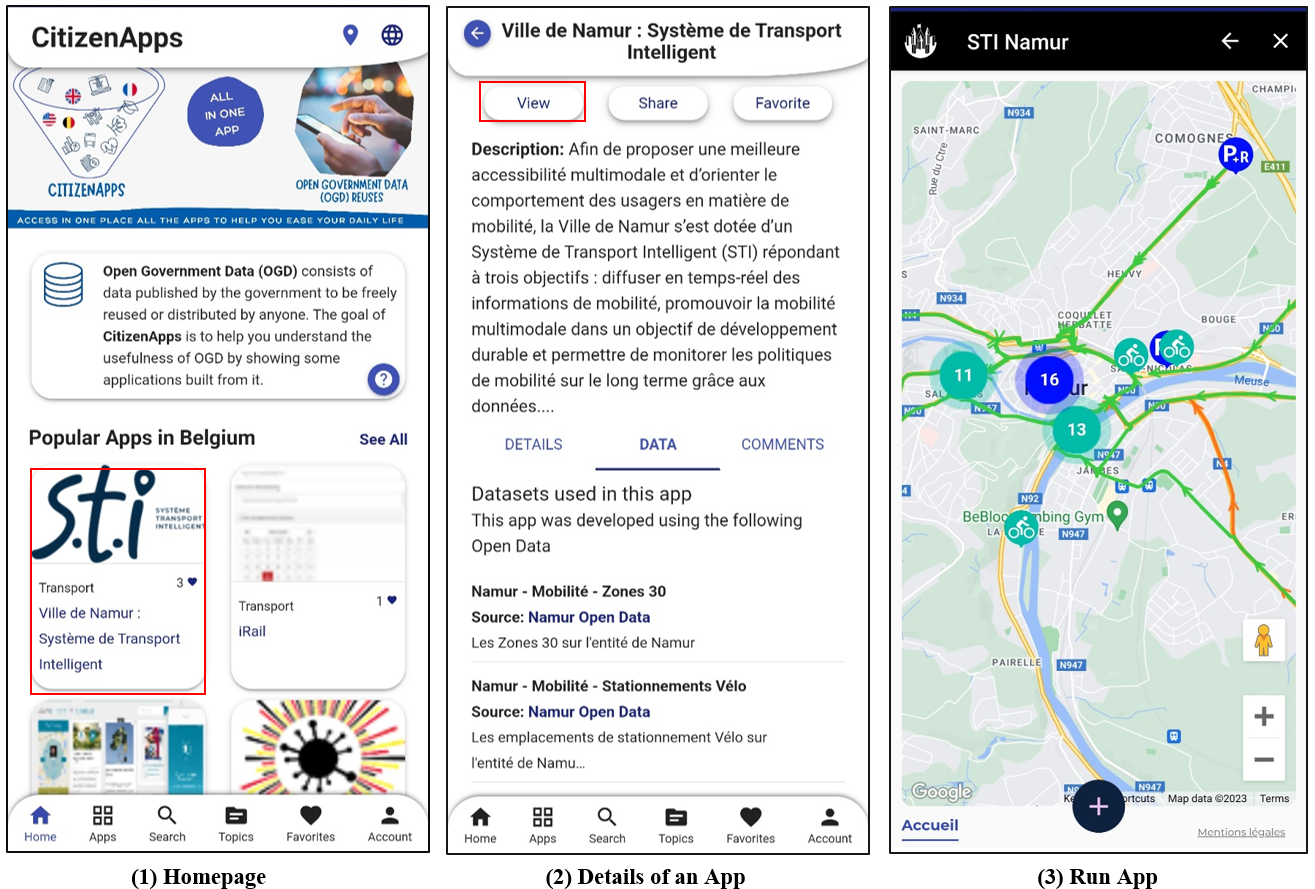 CitizenApps
ALL
IN ONE
APP
CITIZENAPPS
OPEN GOVERNMENT DATA
(OGD) REUSES
ACCESS IN ONE PLACE ALL THE APPS TO HELP YOU EASE YOUR DAILY LIFE
Open Government Data (OGD) consists of
data published by the government to be freely
reused or distributed by anyone. The goal of
CitizenApps is to help you understand the
usefulness of OGD by showing some
applications built from it.
?
Popular Apps in Belgium
See All
s.t.i
SYSTÈME
TRANSPORT
INTELLIGENT
Transport
3
Ville de Namur :
Système de Transport
Intelligent
Transport
1
iRail
Home
Apps
Search
Topics
Favorites
Account
(1) Homepage
Ville de Namur : Système de Transport
Intelligent
View
Share
Favorite
Description: Afin de proposer une meilleure
accessibilité multimodale et d'orienter le
comportement des usagers en matière de
mobilité, la Ville de Namur s'est dotée d'un
Système de Transport Intelligent (STI) répondant
à trois objectifs : diffuser en temps-réel des
informations de mobilité, promouvoir la mobilité
multimodale dans un objectif de développement
durable et permettre de monitorer les politiques
de mobilité sur le long terme grâce aux
données....
DETAILS
DATA
COMMENTS
Datasets used in this app
This app was developed using the following
Open Data
Namur - Mobilité - Zones 30
Source: Namur Open Data
Les Zones 30 sur l'entité de Namur
Namur - Mobilité - Stationnements Vélo
Source: Namur Open Data
Les emplacements de stationnement Vélo sur
l'entité de Namu...
Home
Apps
Search
Topics
Favorites
Account
(2) Details of an App
STI Namur
CHAMPI
N934
SAINT-MARC
COMOGNES
P+R
E411
Rue du Ctre
HEUVY
N934
COQUELET
HERBATTE
BOUGE
N4
N80
11
16
Meuse
N90
N967
N90
N90
13
N947
JAMBES
N4
N92
BeBloc
mbing Gym
N947
ER
PAIRELLE
N947
N947
Google
Map data ©2023
Terms
+
−
+
Accueil
Mentions légales
(3) Run App